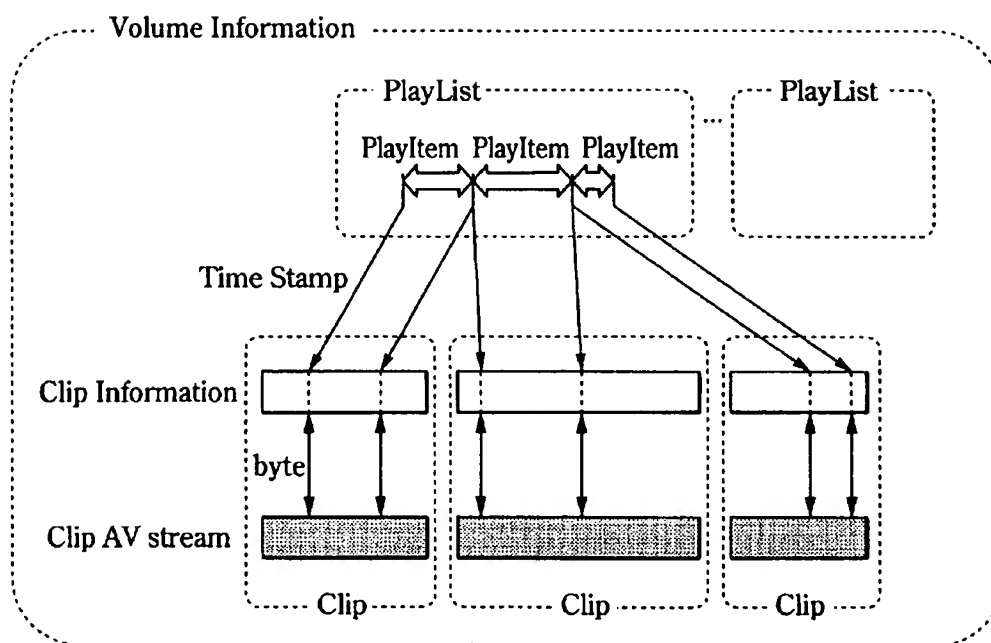 Volume Information
PlayList
...
PlayList
PlayItem PlayItem PlayItem
Time Stamp
Clip Information
byte
Clip AV stream
Clip
Clip
Clip